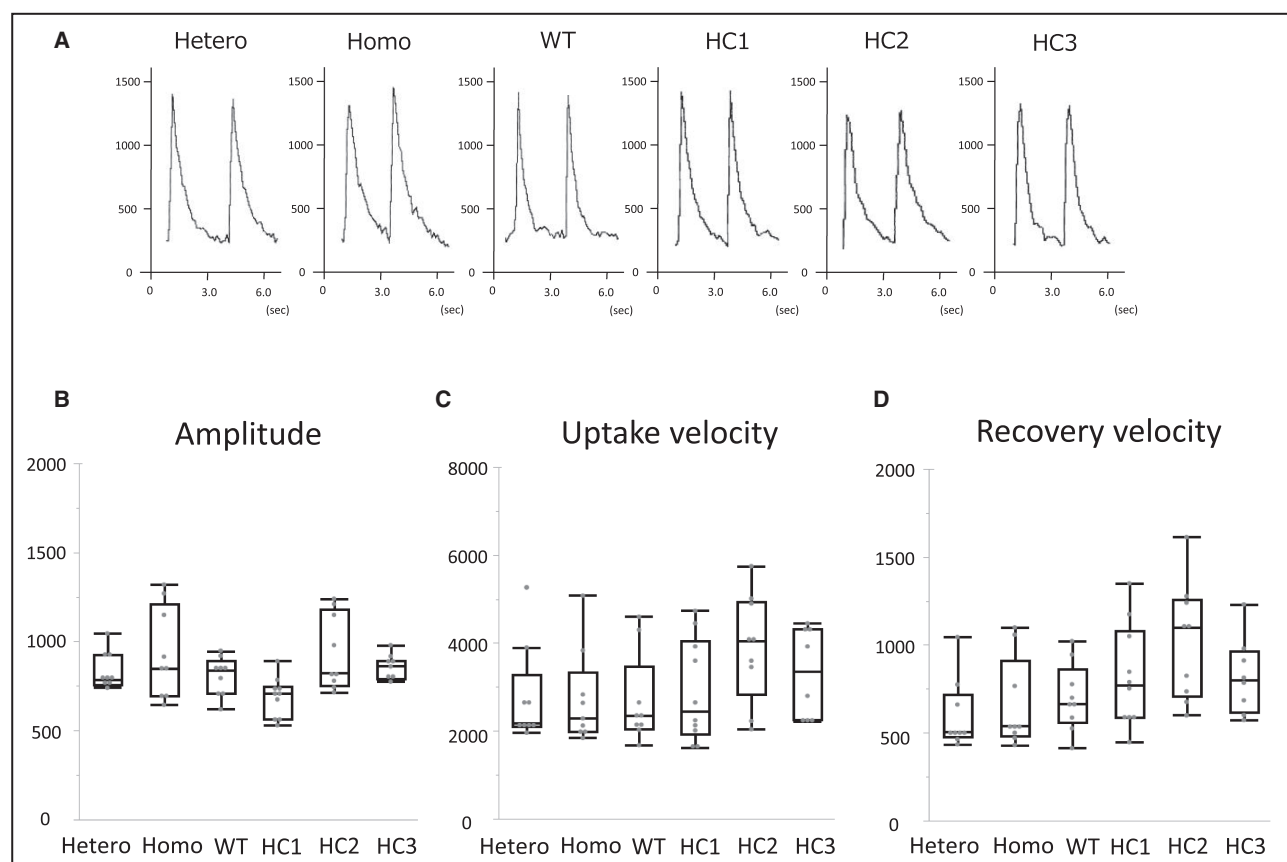 A
Hetero Homo WT HC1 HC2 HC3
1500 1500 1500 1500 1500 1500
1000 1000 1000 1000 1000 1000
500 500 500 500 500 500
0 0 0 0 0 0
0 3.0 6.0 0 3.0 6.0 0 3.0 6.0 0 3.0 6.0 0 3.0 6.0 0 3.0 6.0
(sec) (sec) (sec) (sec) (sec) (sec)
B
Amplitude
2000
1500
1000
500
0
Hetero Homo WT HC1 HC2 HC3
C
Uptake velocity
8000
6000
4000
2000
0
Hetero Homo WT HC1 HC2 HC3
D
Recovery velocity
2000
1500
1000
500
0
Hetero Homo WT HC1 HC2 HC3